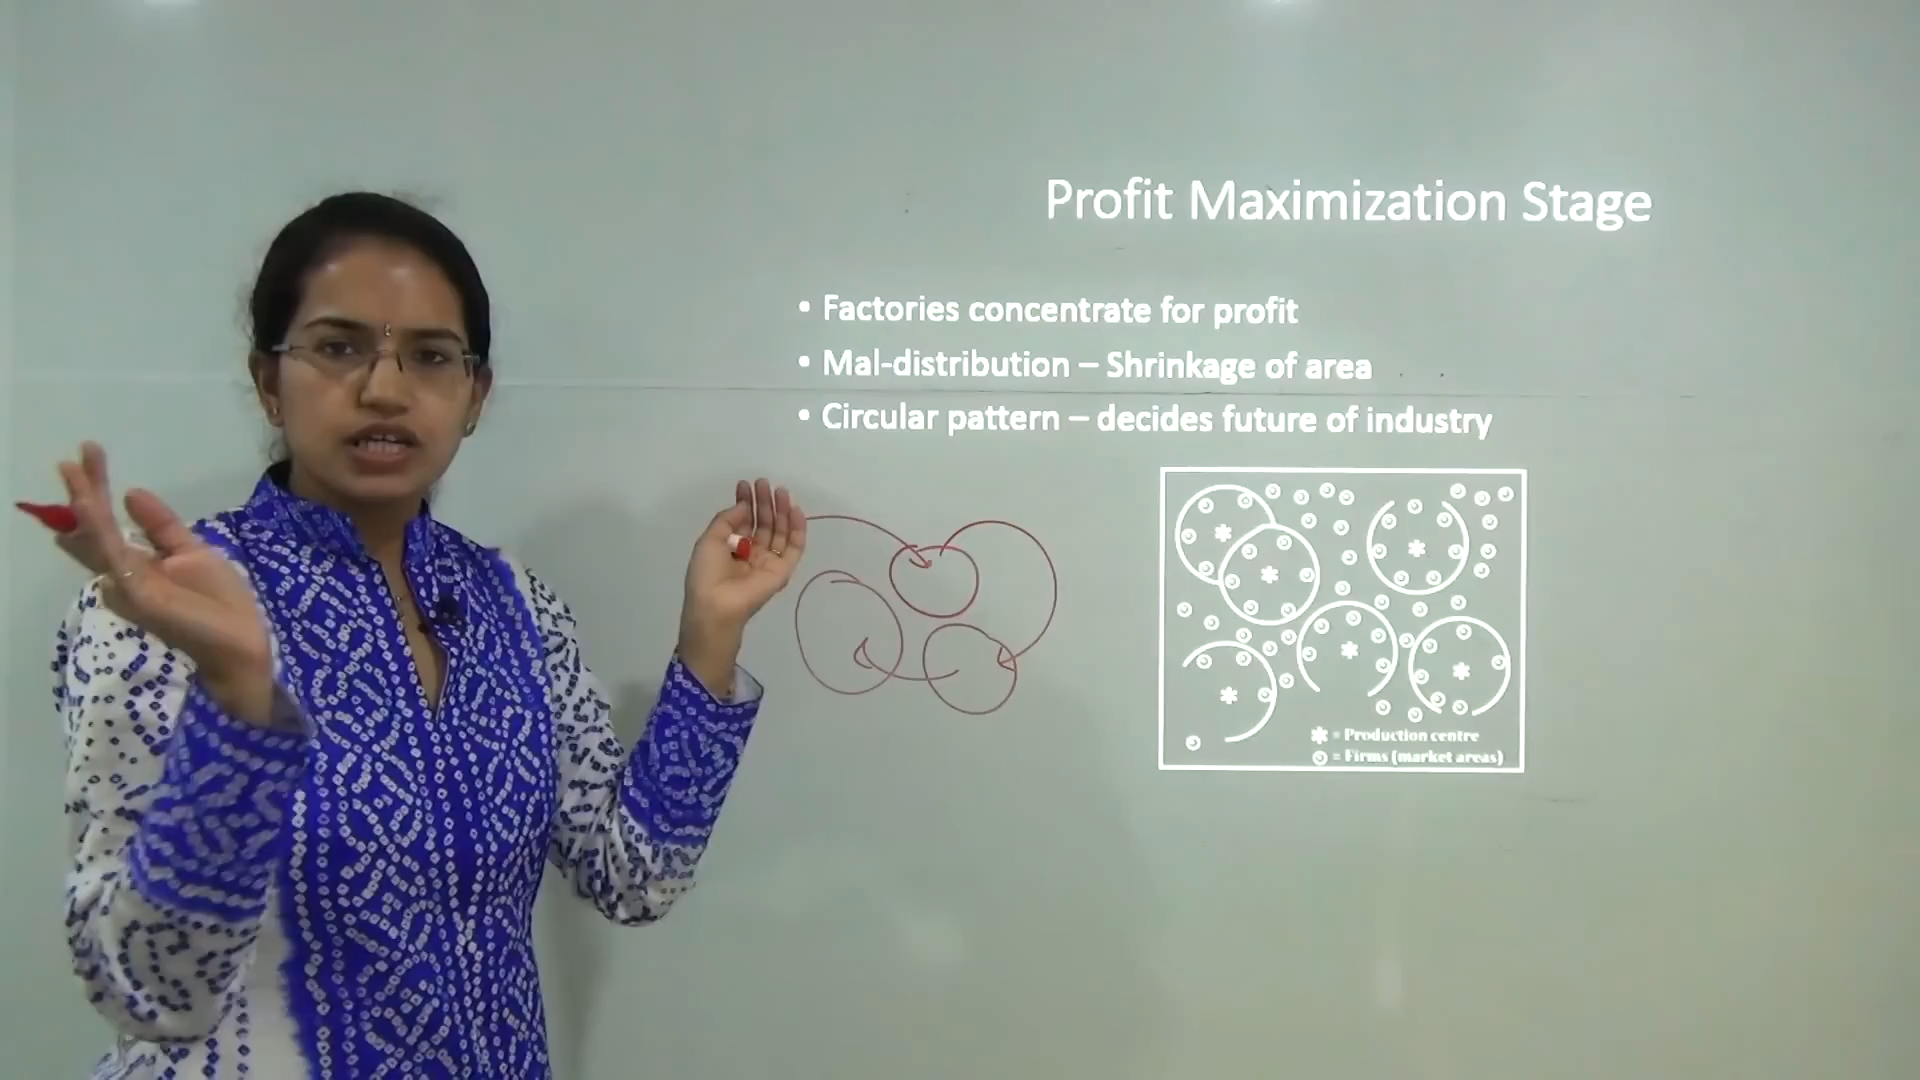 Profit Maximization Stage
• Factories concentrate for profit
• Mal-distribution – Shrinkage of area
• Circular pattern – decides future of industry
= Production centre
= Firms (market areas)